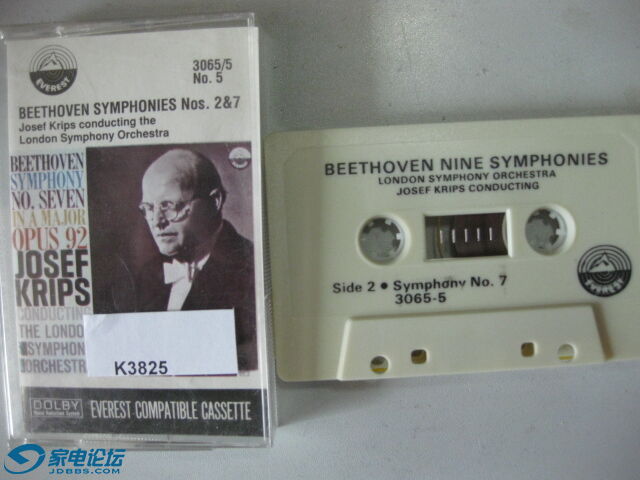 EVEREST
3065/5
No. 5
BEETHOVEN SYMPHONIES Nos. 2&7
Josef Krips conducting the
London Symphony Orchestra
BEETHOVEN
SYMPHONY
NO. SEVEN
IN A MAJOR
OPUS 92
JOSEF
KRIPS
CONDUCTING
THE LONDO
SYMPHON
ORCHESTR
K3825
DOLBY
EVEREST COMPATIBLE CASSETTE
BEETHOVEN NINE SYMPHONIES
LONDON SYMPHONY ORCHESTRA
JOSEF KRIPS CONDUCTING
Side 2 • Symphony No. 7
3065-5
EVEREST
家电论坛
JDBBS.COM